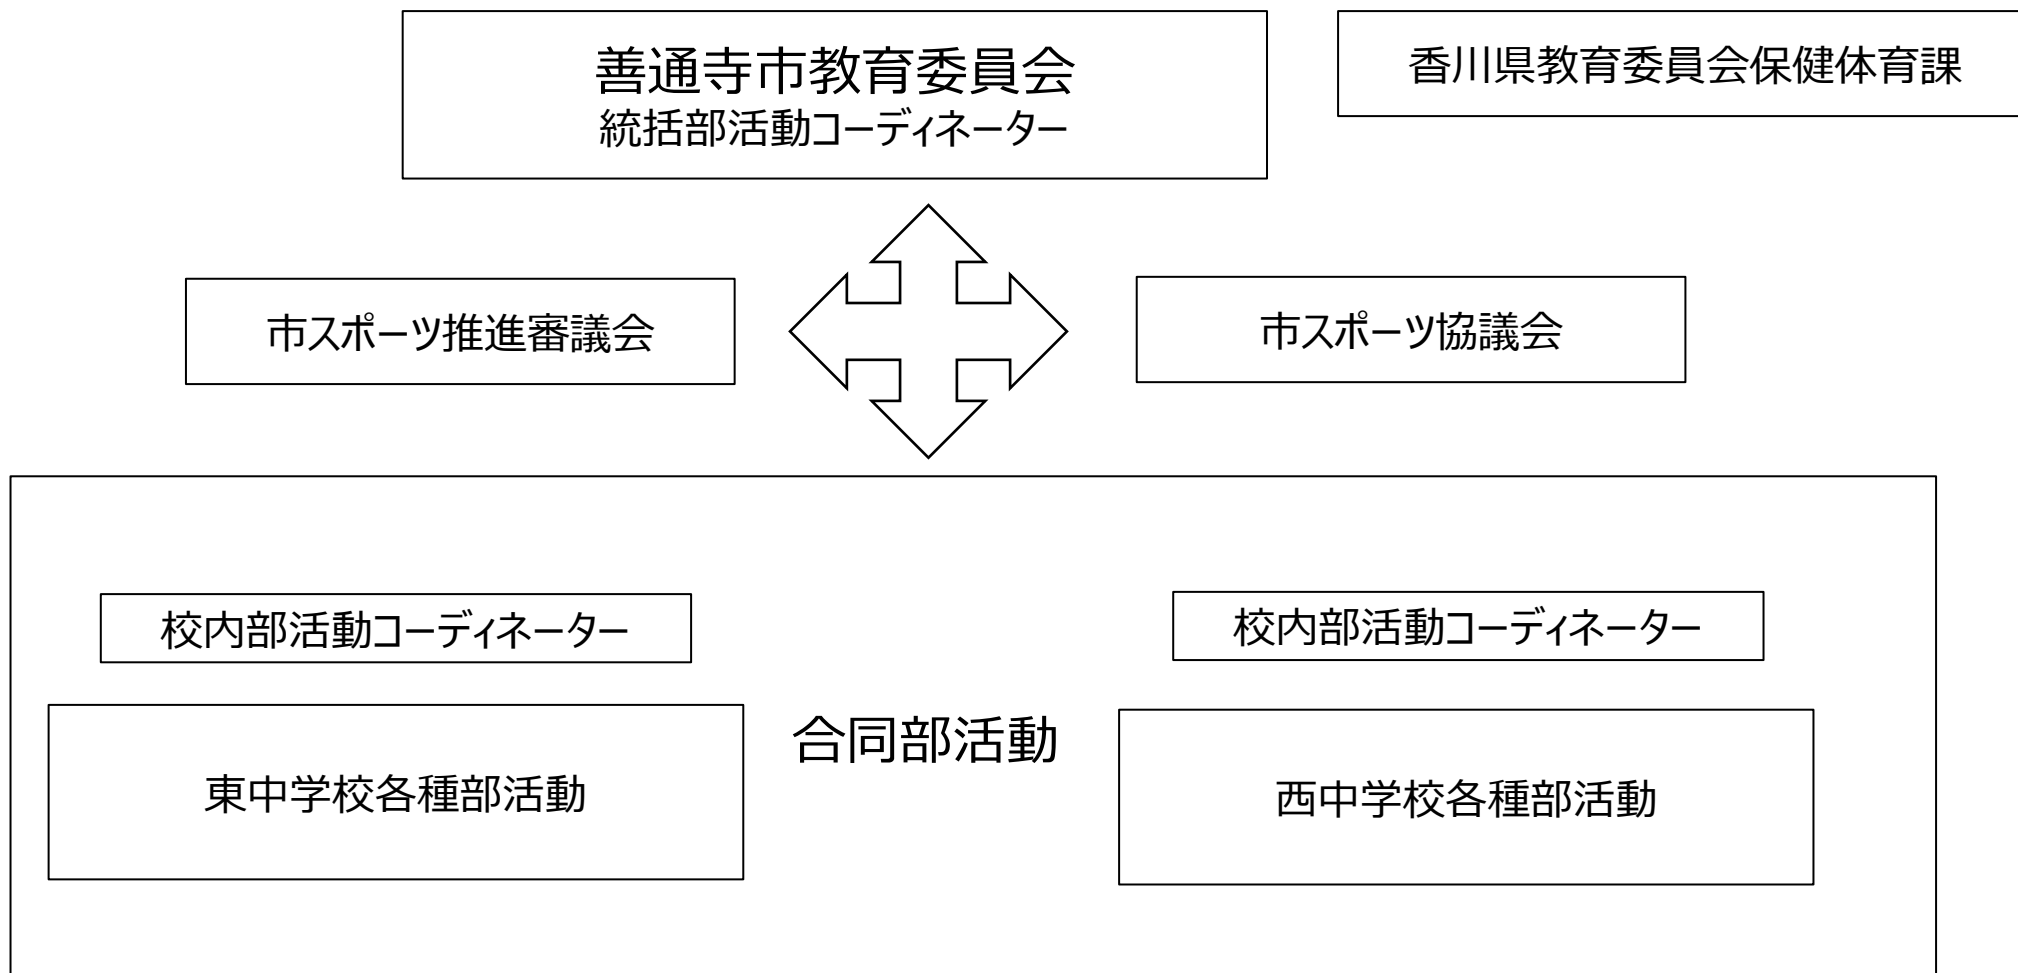 善通寺市教育委員会
統括部活動コーディネーター
香川県教育委員会保健体育課
市スポーツ推進審議会
市スポーツ協議会
校内部活動コーディネーター
校内部活動コーディネーター
合同部活動
東中学校各種部活動
西中学校各種部活動